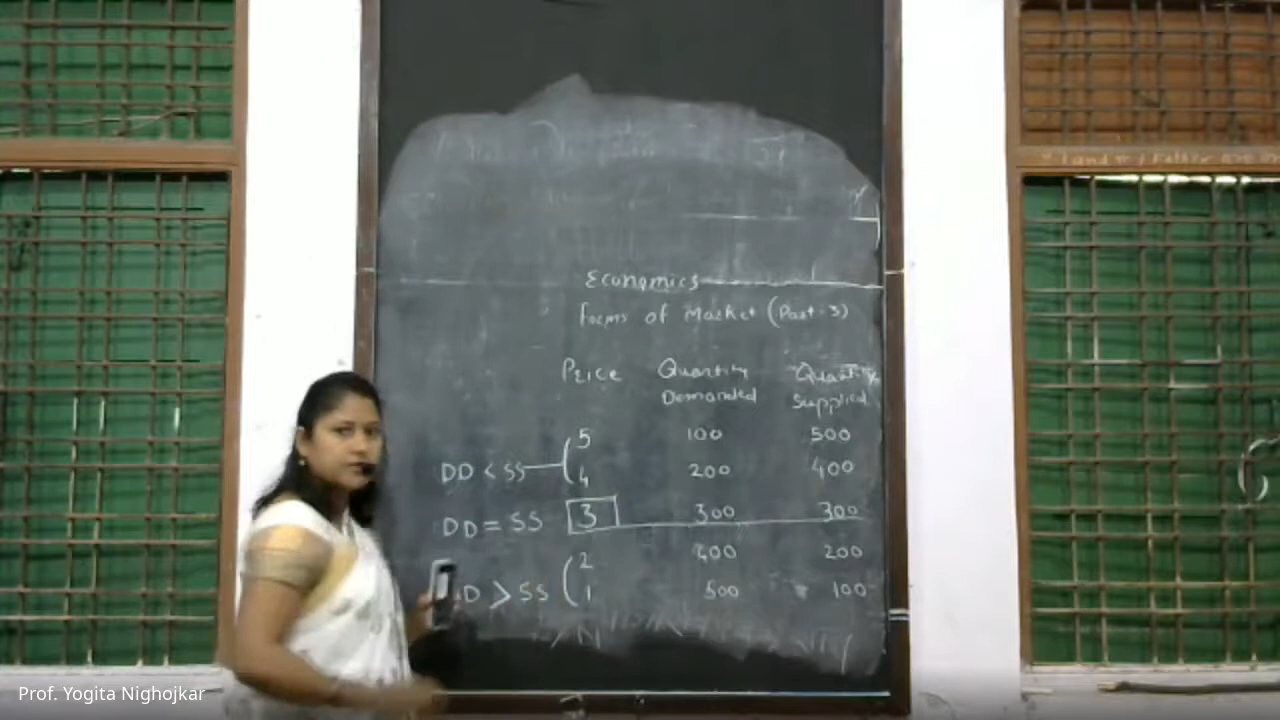 Economics
Forms of Market (Part-3)
Price Quantity Demanded Quantity Supplied
5 100 500
DD < SS 4 200 400
DD = SS 3 300 300
2 400 200
DD > SS 1 500 100
Prof. Yogita Nighojkar